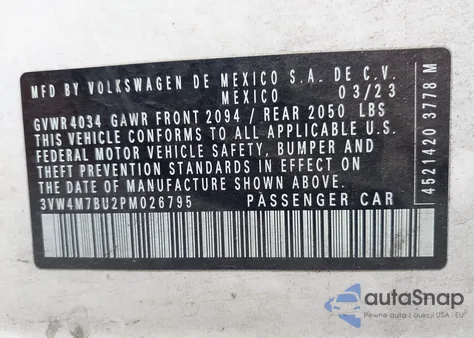 MFD BY VOLKSWAGEN DE MEXICO S.A. DE C.V.
MEXICO 03/23
GVWR4034 GAWR FRONT 2094 / REAR 2050 LBS
THIS VEHICLE CONFORMS TO ALL APPLICABLE U.S.
FEDERAL MOTOR VEHICLE SAFETY, BUMPER AND
THEFT PREVENTION STANDARDS IN EFFECT
ON THE DATE OF MANUFACTURE SHOWN ABOVE
3VW4M7BU2PM026795 PASSENGER CAR
4521420 3778 M
autoSnap
Pewne auta z aukcji USA i EU